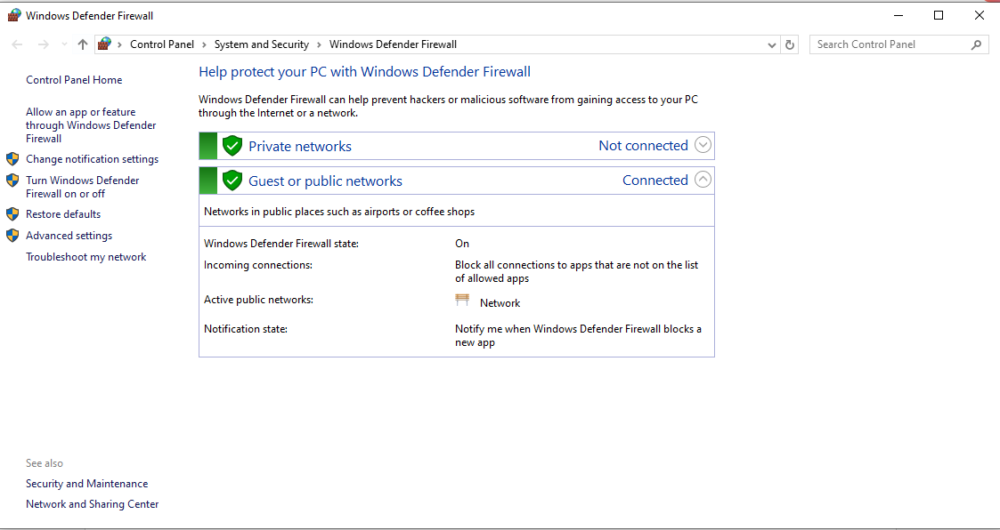 Windows Defender Firewall
Control Panel > System and Security > Windows Defender Firewall
Search Control Panel
Control Panel Home
Allow an app or feature
through Windows Defender
Firewall
Change notification settings
Turn Windows Defender
Firewall on or off
Restore defaults
Advanced settings
Troubleshoot my network
Help protect your PC with Windows Defender Firewall
Windows Defender Firewall can help prevent hackers or malicious software from gaining access to your PC
through the Internet or a network.
Private networks Not connected
Guest or public networks Connected
Networks in public places such as airports or coffee shops
Windows Defender Firewall state: On
Incoming connections: Block all connections to apps that are not on the list
of allowed apps
Active public networks: Network
Notification state: Notify me when Windows Defender Firewall blocks a
new app
See also
Security and Maintenance
Network and Sharing Center